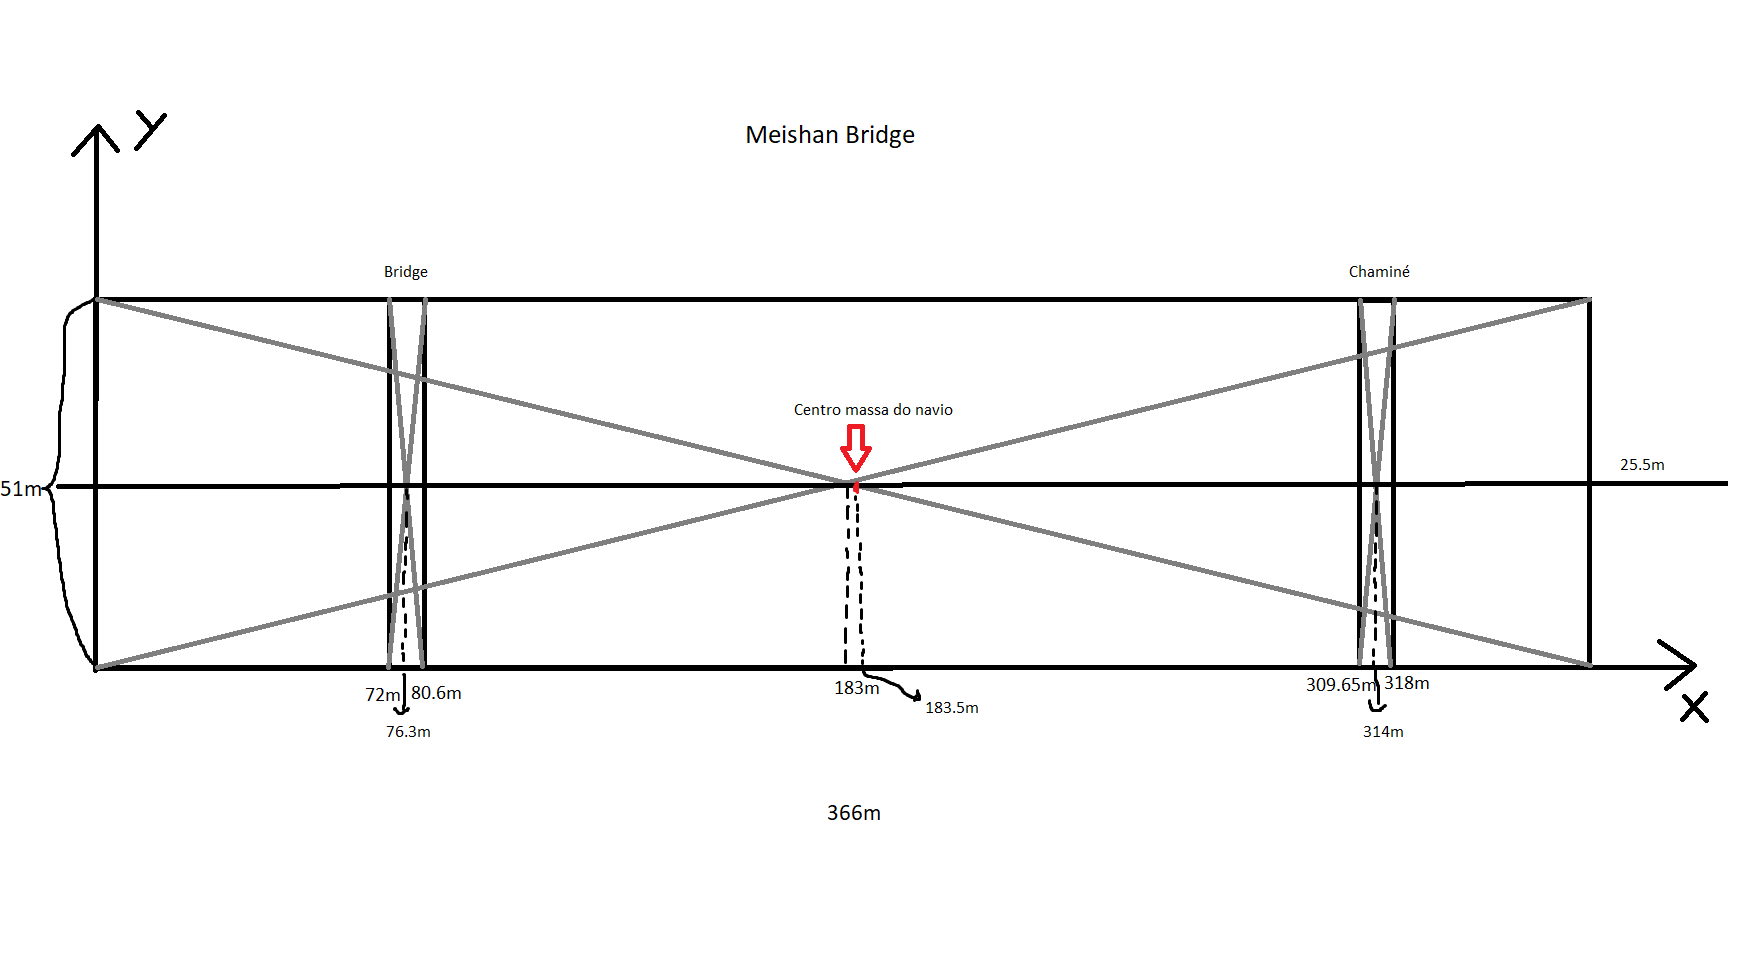 y
Meishan Bridge
Bridge
Chaminé
Centro massa do navio
25.5m
51m
72m
80.6m
183m
309.65m
318m
x
183.5m
76.3m
314m
366m